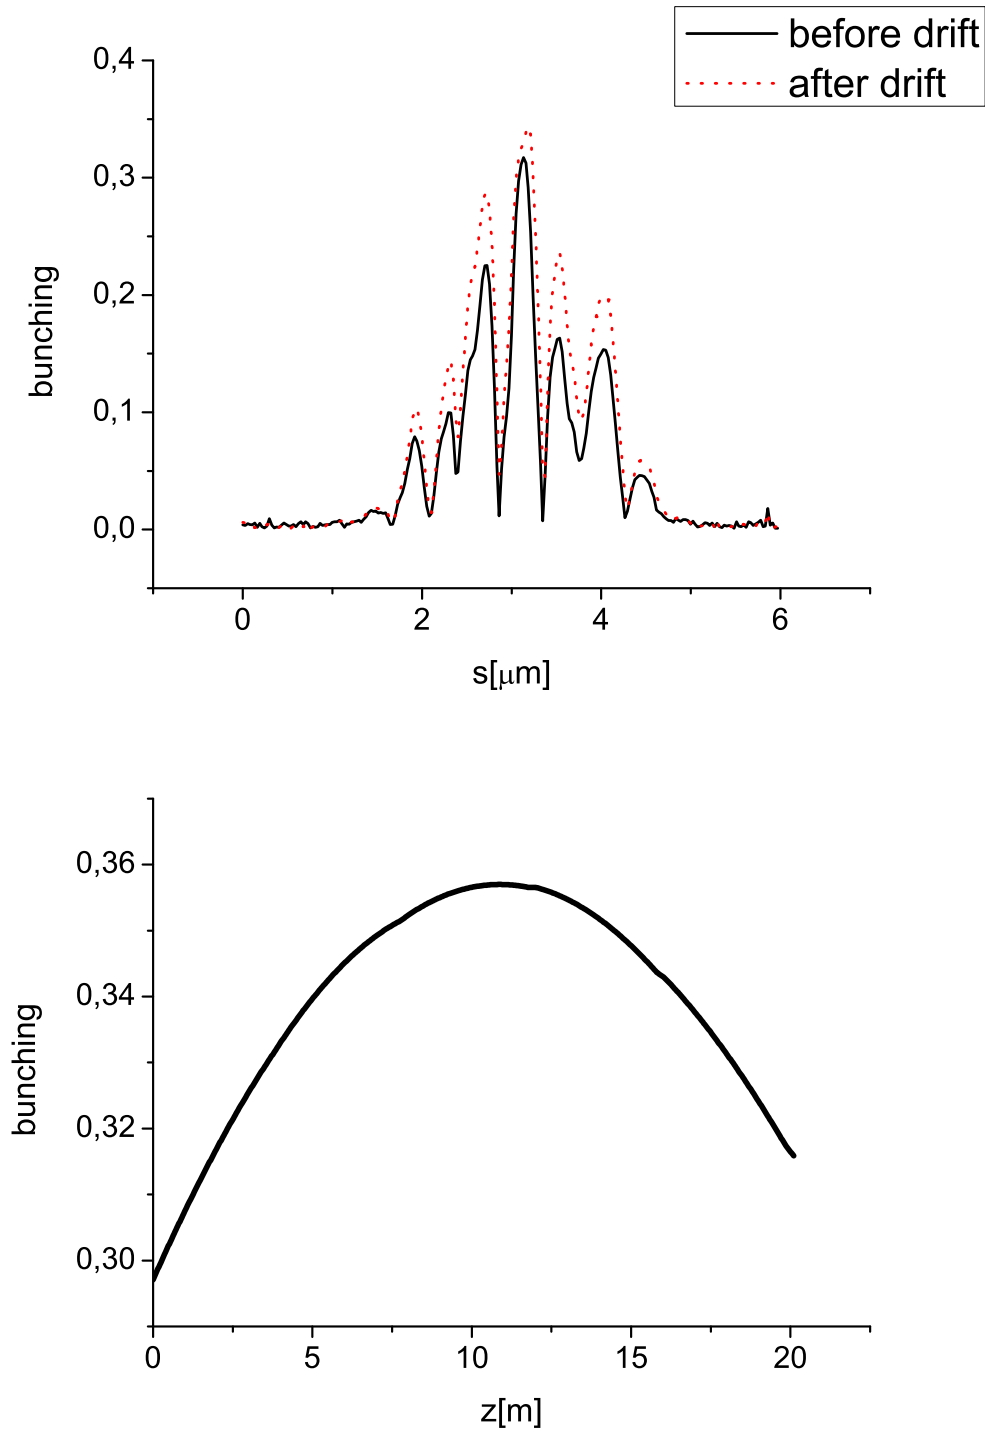 before drift
after drift
0,4
0,3
0,2
0,1
0,0
bunching
0 2 4 6
s[μm]
0,36
0,34
0,32
0,30
bunching
0 5 10 15 20
z[m]